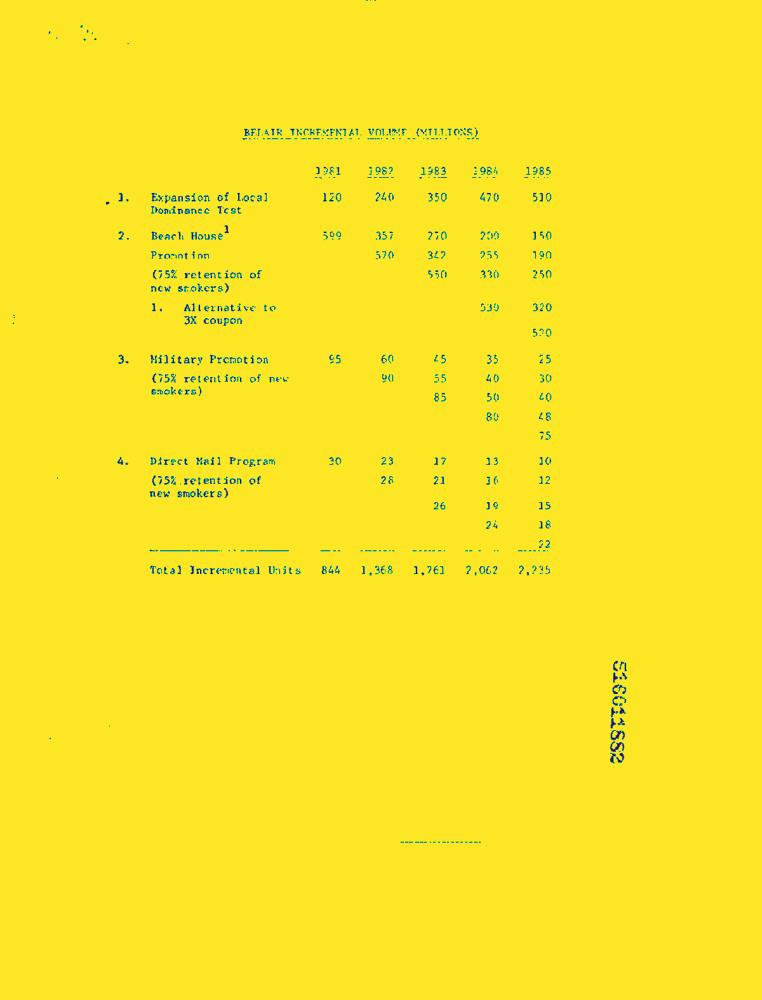 BELAIR INCREMENTAL VOLUME (MILLIONS)
1981 1982 1983 1984 1985
1. Expansion of Local 120 240 350 470 510
Dominance Test
2. Beach House1 599 357 270 200 150
Promotion 570 342 255 190
(75% retention of 550 330 250
new smokers)
1. Alternative to 530 320
3X coupon
520
3. Military Promotion 95 60 45 35 25
(75% retention of new 90 55 40 30
smokers) 85 50 40
80 48
75
4. Direct Mail Program 30 23 17 13 10
(75% retention of 28 21 16 12
new smokers)
26 19 15
24 18
22
Total Incremental Units 844 1,368 1,761 2,062 2,235
516011882